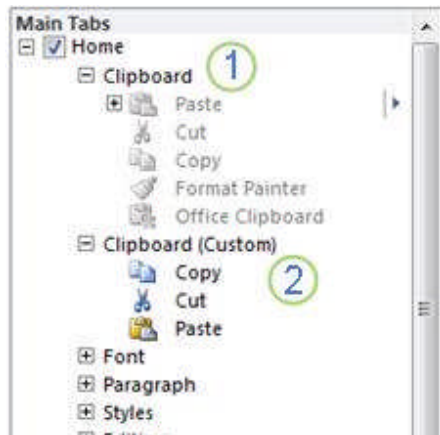 Main Tabs
Home
Clipboard 1
Paste
Cut
Copy
Format Painter
Office Clipboard
Clipboard (Custom)
Copy 2
Cut
Paste
Font
Paragraph
Styles